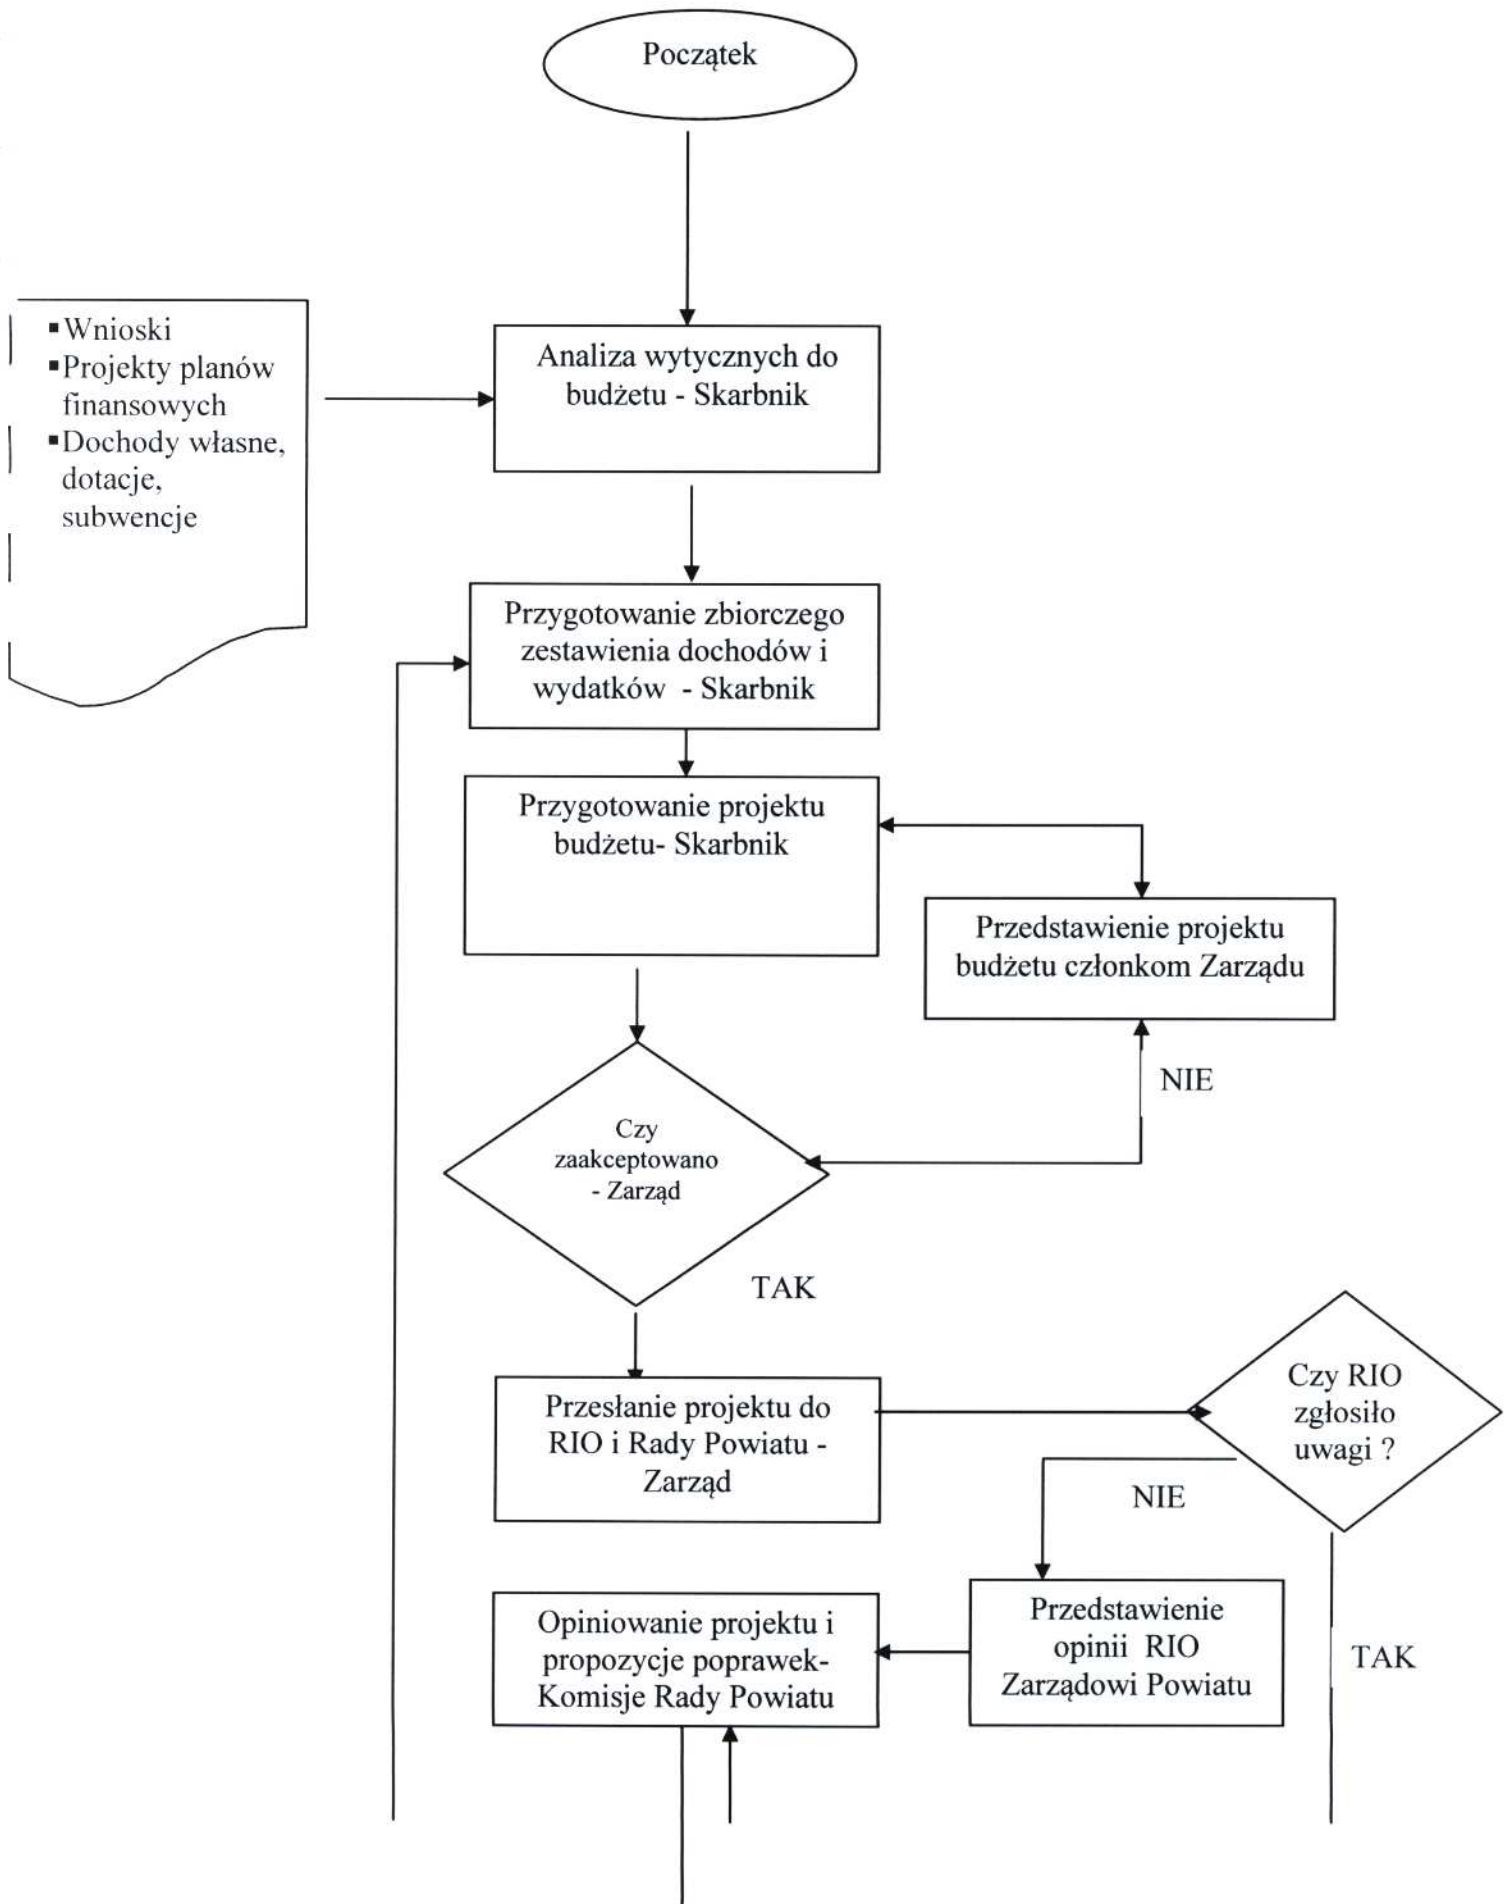 Początek
▪Wnioski
▪Projekty planów
finansowych
▪Dochody własne,
dotacje,
subwencje
Analiza wytycznych do
budżetu - Skarbnik
Przygotowanie zbiorczego
zestawienia dochodów i
wydatków - Skarbnik
Przygotowanie projektu
budżetu- Skarbnik
Przedstawienie projektu
budżetu członkom Zarządu
NIE
Czy
zaakceptowano
- Zarząd
TAK
Przesłanie projektu do
RIO i Rady Powiatu -
Zarząd
Czy RIO
zgłosiło
uwagi ?
NIE
Przedstawienie
opinii RIO
Zarządowi Powiatu
TAK
Opiniowanie projektu i
propozycje poprawek-
Komisje Rady Powiatu